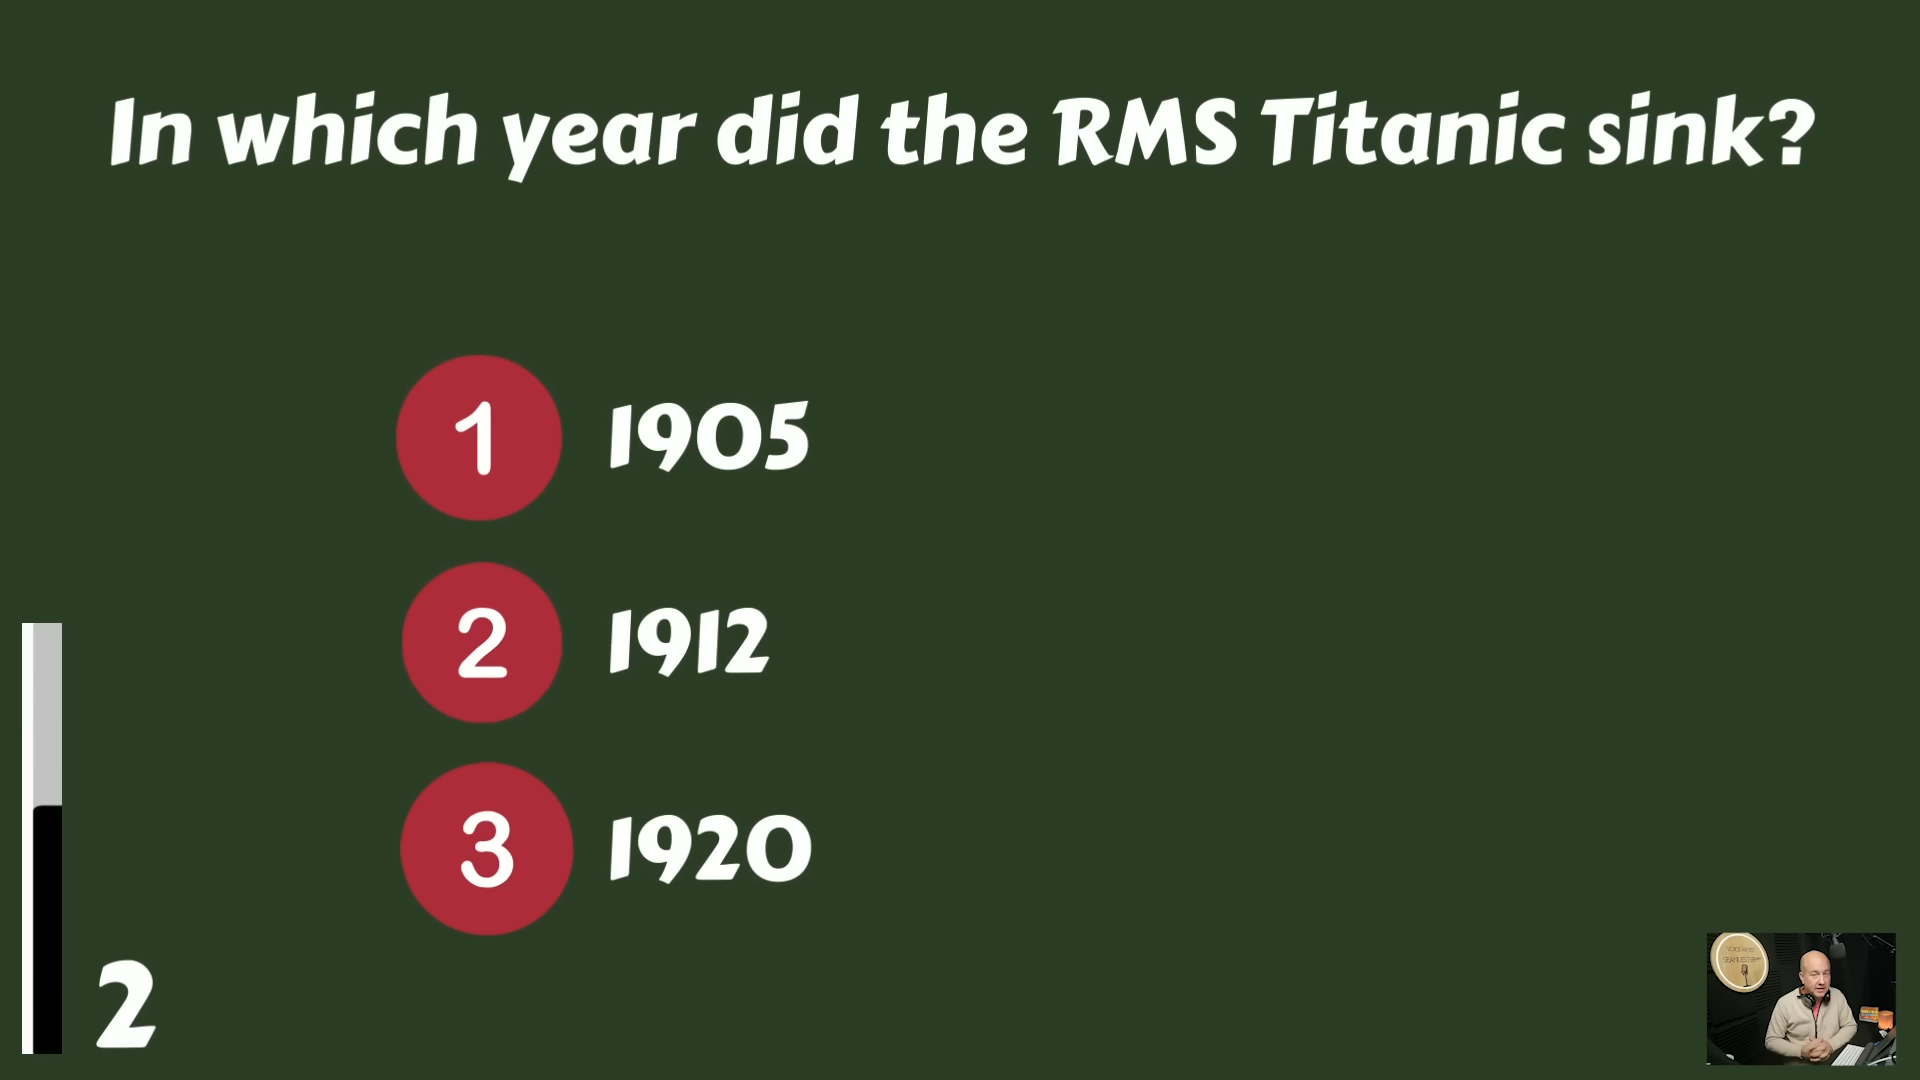 In which year did the RMS Titanic sink?
1 1905
2 1912
3 1920
2